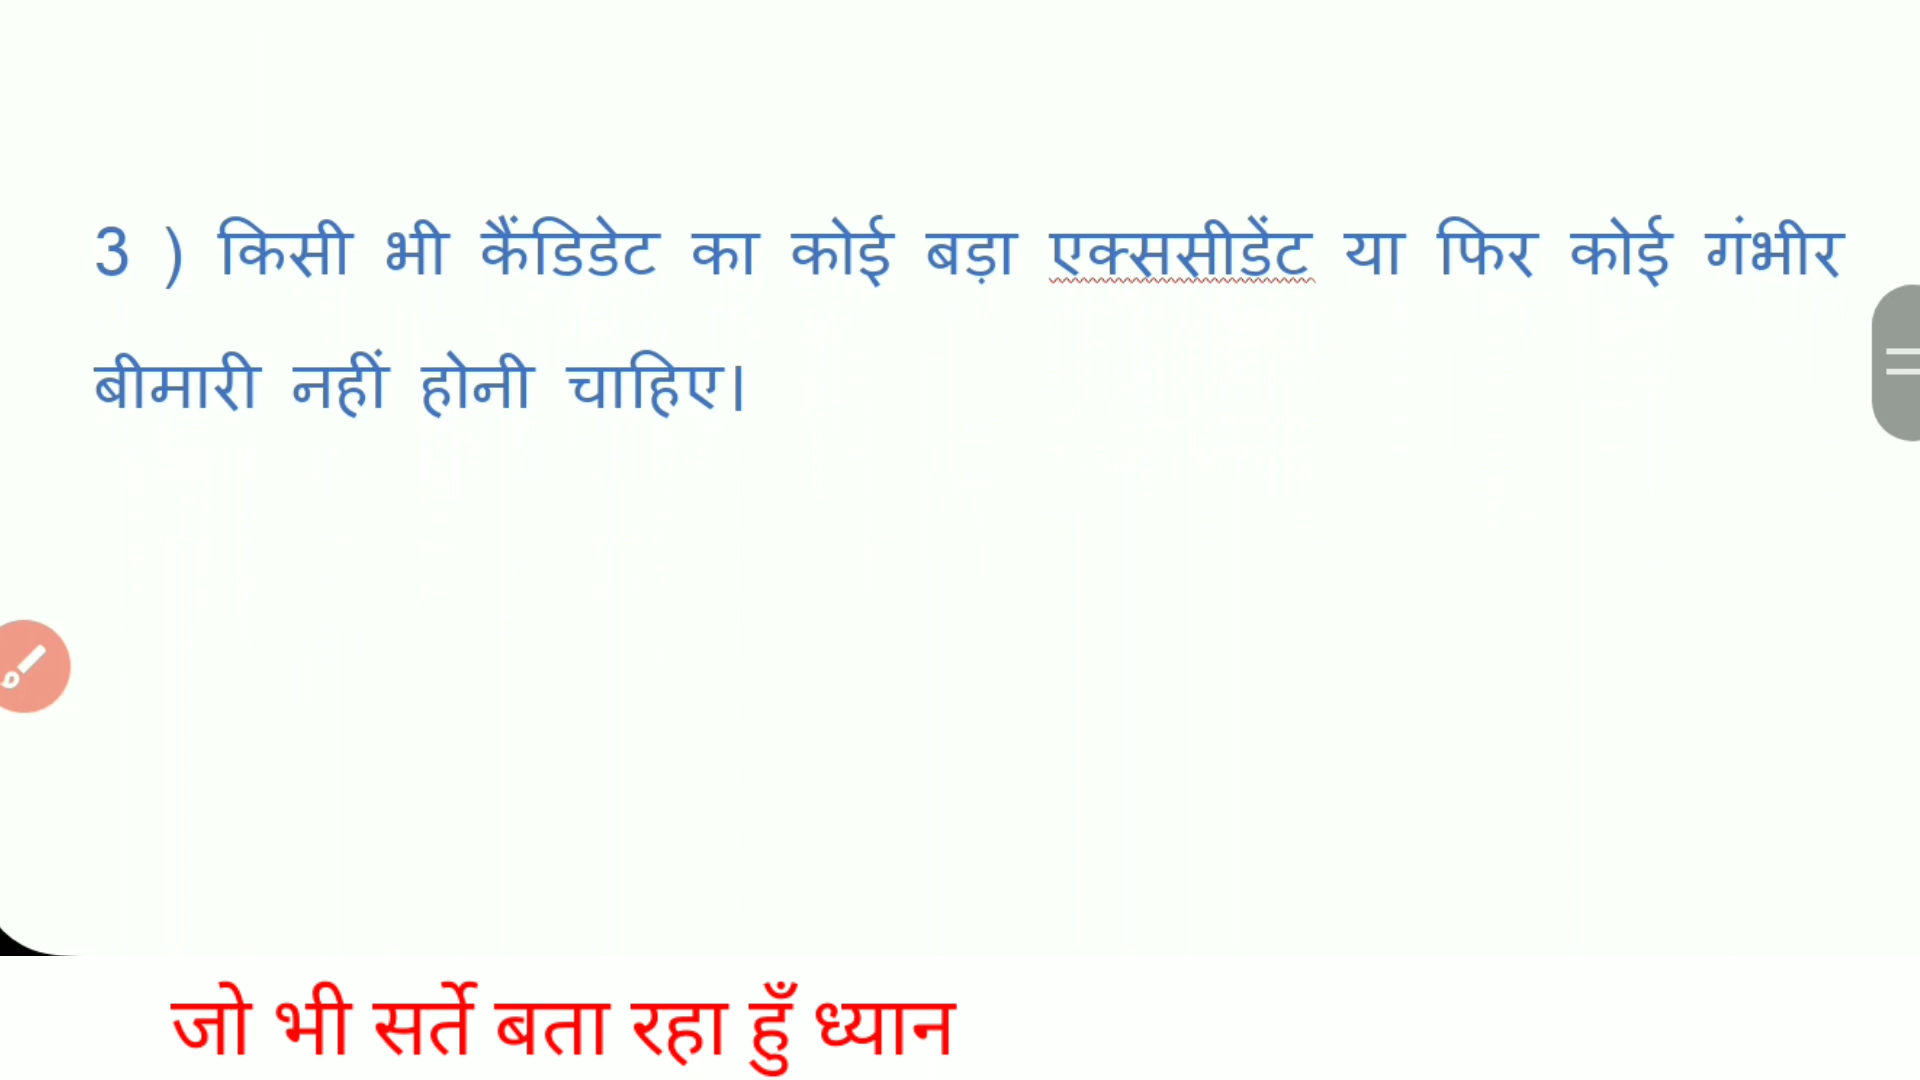 3 ) किसी भी कैंडिडेट का कोई बड़ा एक्ससीडेंट या फिर कोई गंभीर
बीमारी नहीं होनी चाहिए।
जो भी सर्ते बता रहा हुँ ध्यान